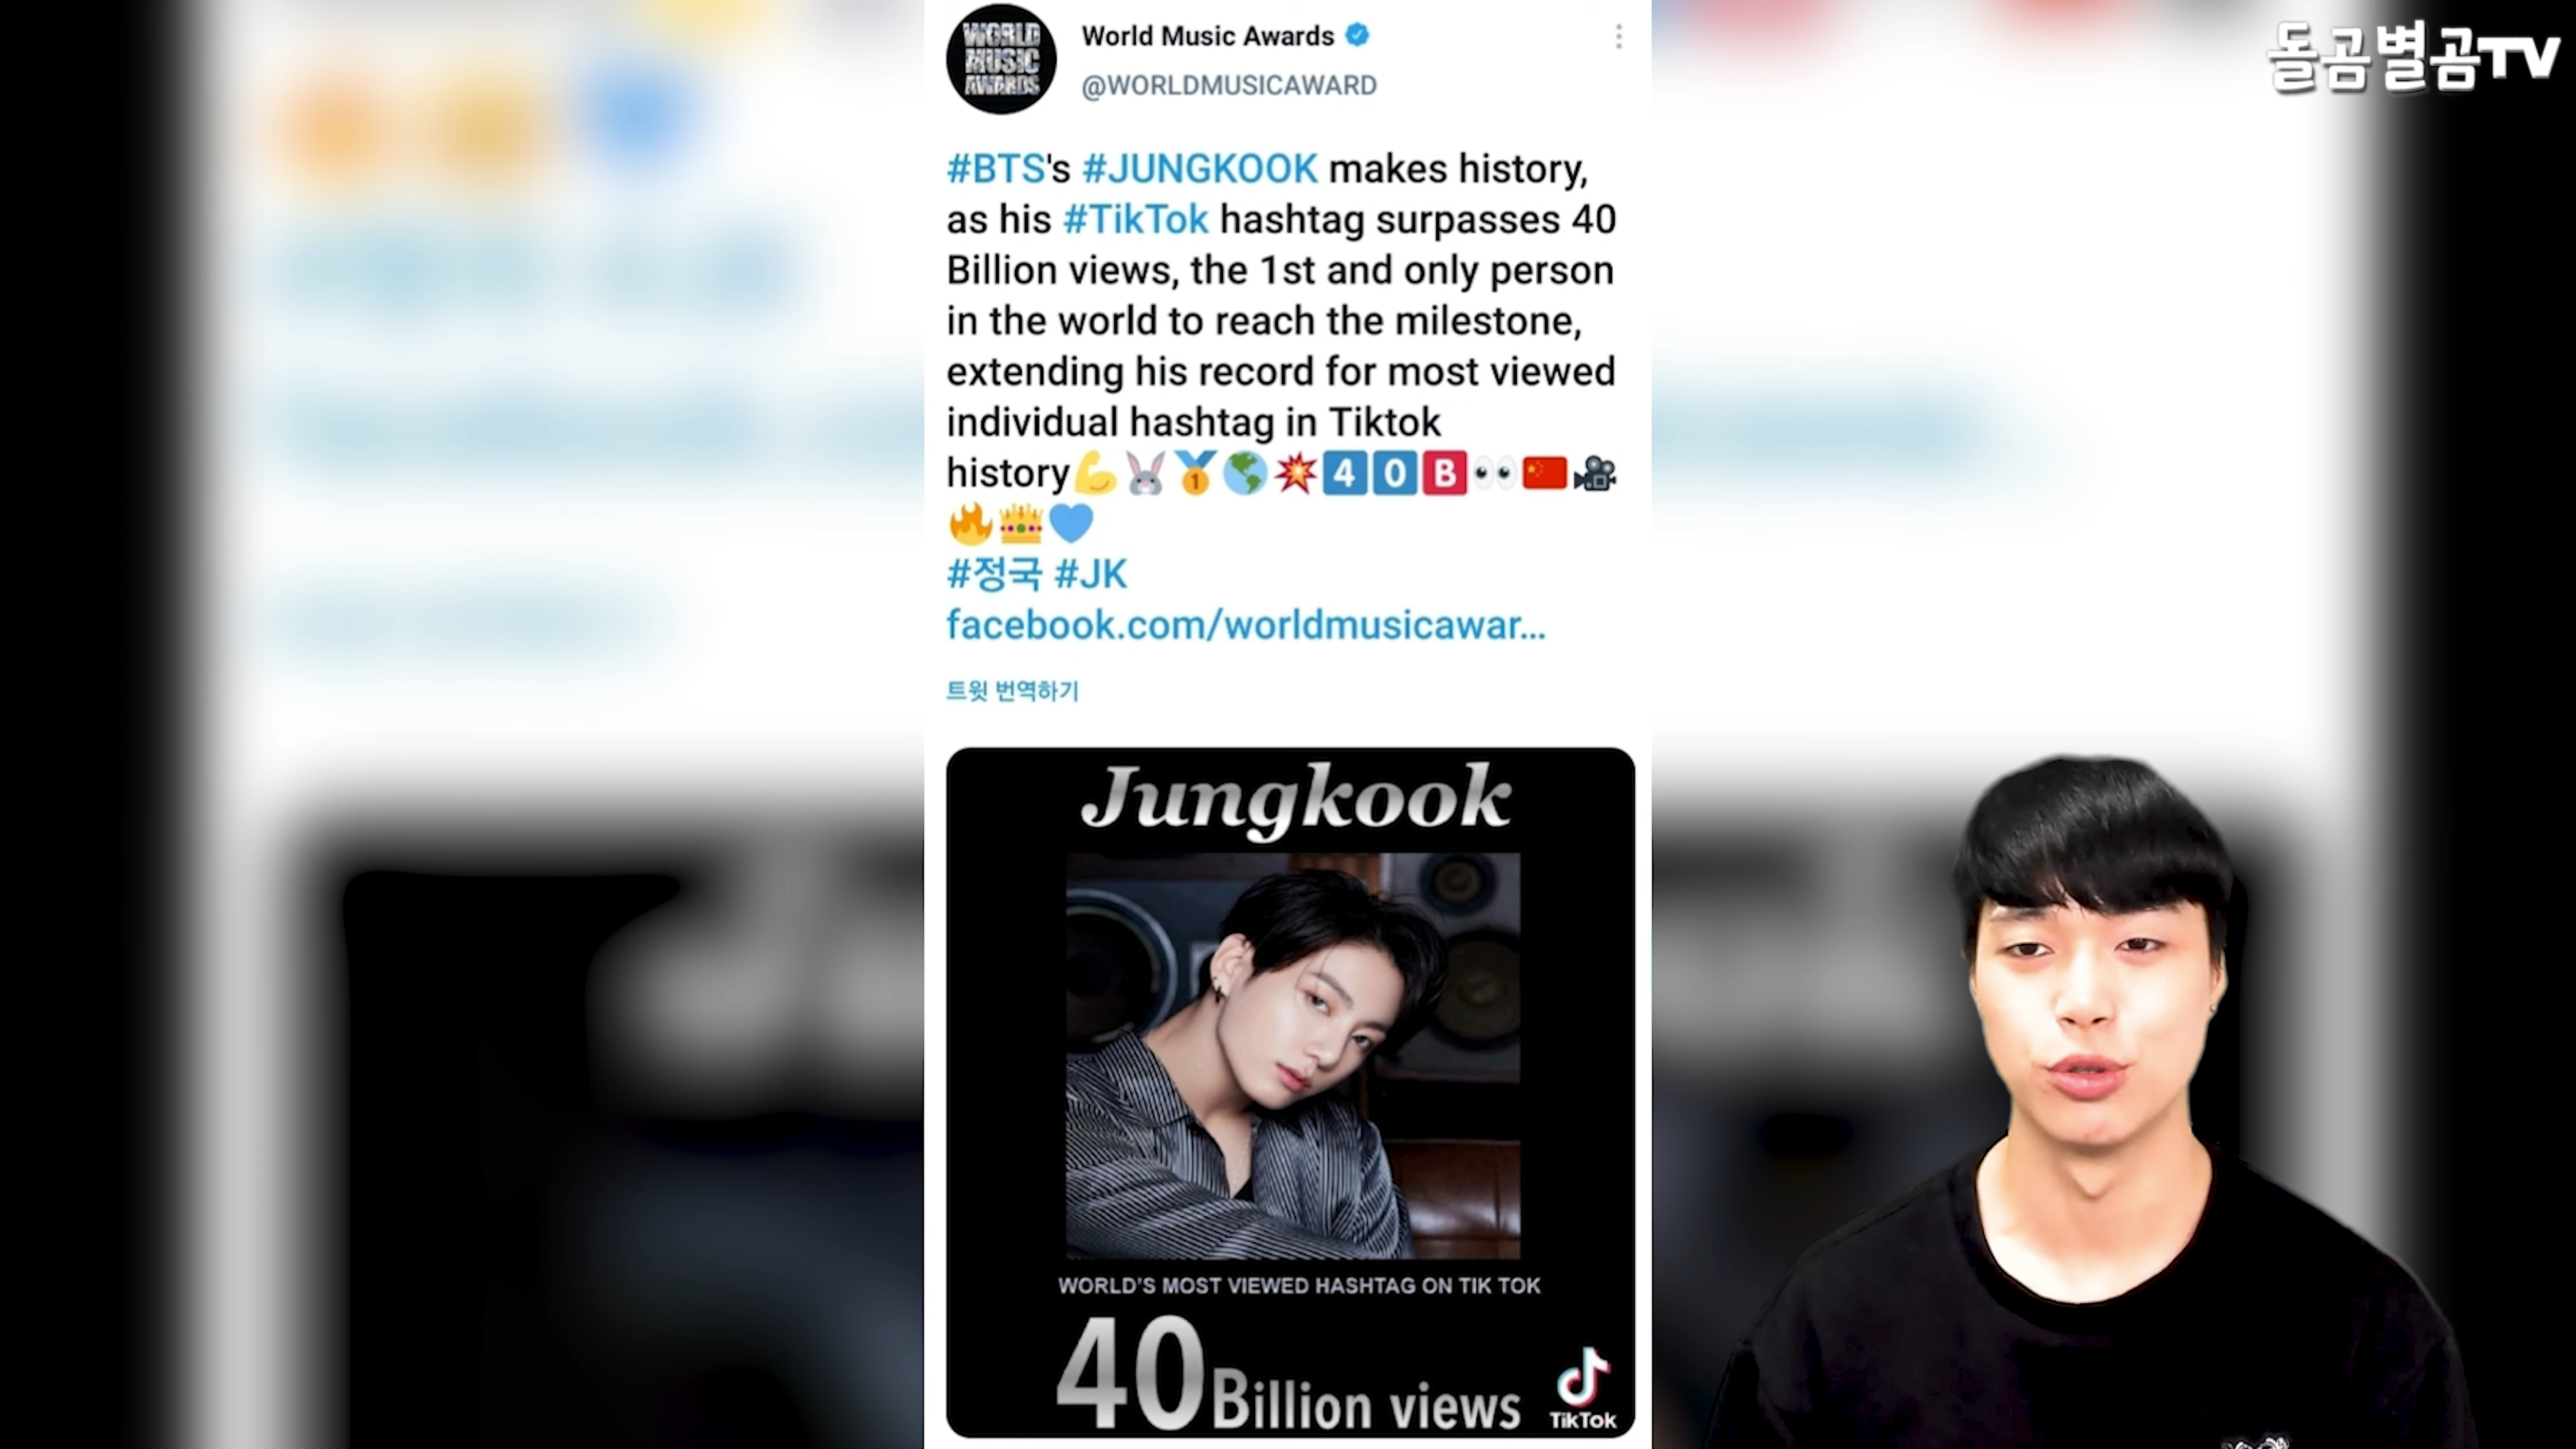 돌곰별곰TV
WORLD
MUSIC
AWARDS
World Music Awards
@WORLDMUSICAWARD
#BTS's #JUNGKOOK makes history,
as his #TikTok hashtag surpasses 40
Billion views, the 1st and only person
in the world to reach the milestone,
extending his record for most viewed
individual hashtag in Tiktok
history💪🐰🥇🌎💥4️⃣0️⃣🅱️👀🇨🇳🎥
🔥👑💙
#정국 #JK
facebook.com/worldmusicawar...
트윗 번역하기
Jungkook
WORLD'S MOST VIEWED HASHTAG ON TIK TOK
40 Billion views
TikTok